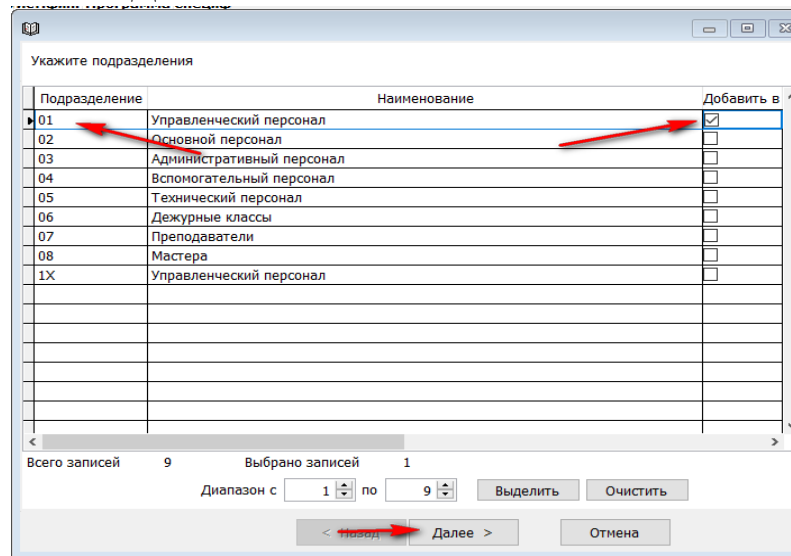 Укажите подразделения
Подразделение Наименование Добавить в
01 Управленческий персонал
02 Основной персонал
03 Административный персонал
04 Вспомогательный персонал
05 Технический персонал
06 Дежурные классы
07 Преподаватели
08 Мастера
1X Управленческий персонал
Всего записей 9 Выбрано записей 1
Диапазон с 1 по 9 Выделить Очистить
< Назад Далее > Отмена